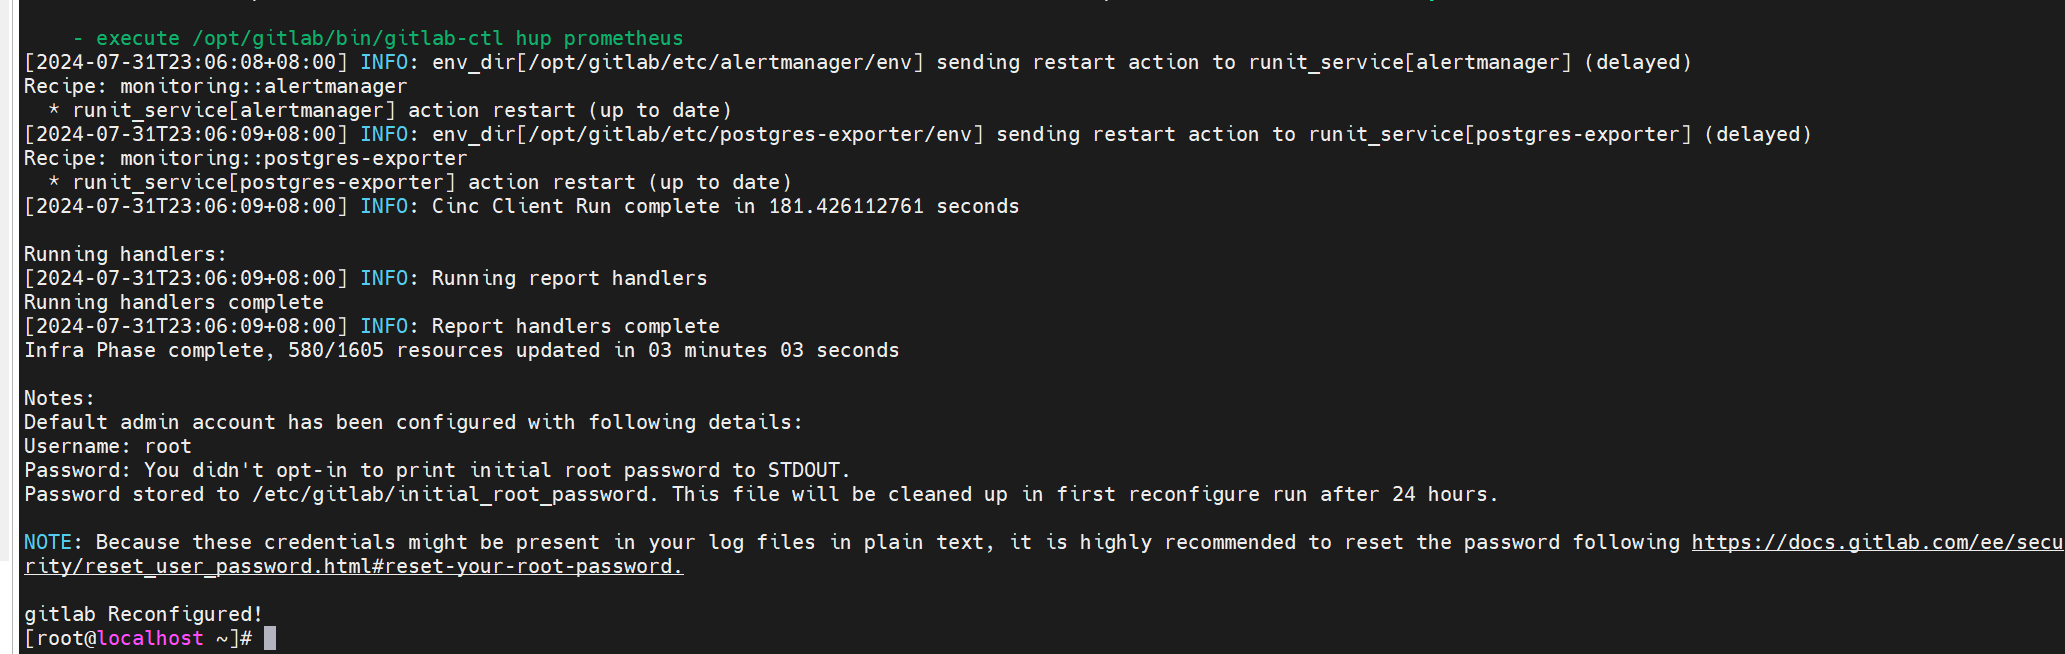 - execute /opt/gitlab/bin/gitlab-ctl hup prometheus
[2024-07-31T23:06:08+08:00] INFO: env_dir[/opt/gitlab/etc/alertmanager/env] sending restart action to runit_service[alertmanager] (delayed)
Recipe: monitoring::alertmanager
* runit_service[alertmanager] action restart (up to date)
[2024-07-31T23:06:09+08:00] INFO: env_dir[/opt/gitlab/etc/postgres-exporter/env] sending restart action to runit_service[postgres-exporter] (delayed)
Recipe: monitoring::postgres-exporter
* runit_service[postgres-exporter] action restart (up to date)
[2024-07-31T23:06:09+08:00] INFO: Cinc Client Run complete in 181.426112761 seconds
Running handlers:
[2024-07-31T23:06:09+08:00] INFO: Running report handlers
Running handlers complete
[2024-07-31T23:06:09+08:00] INFO: Report handlers complete
Infra Phase complete, 580/1605 resources updated in 03 minutes 03 seconds
Notes:
Default admin account has been configured with following details:
Username: root
Password: You didn't opt-in to print initial root password to STDOUT.
Password stored to /etc/gitlab/initial_root_password. This file will be cleaned up in first reconfigure run after 24 hours.
NOTE: Because these credentials might be present in your log files in plain text, it is highly recommended to reset the password following https://docs.gitlab.com/ee/secu
rity/reset_user_password.html#reset-your-root-password.
gitlab Reconfigured!
[root@localhost ~]#